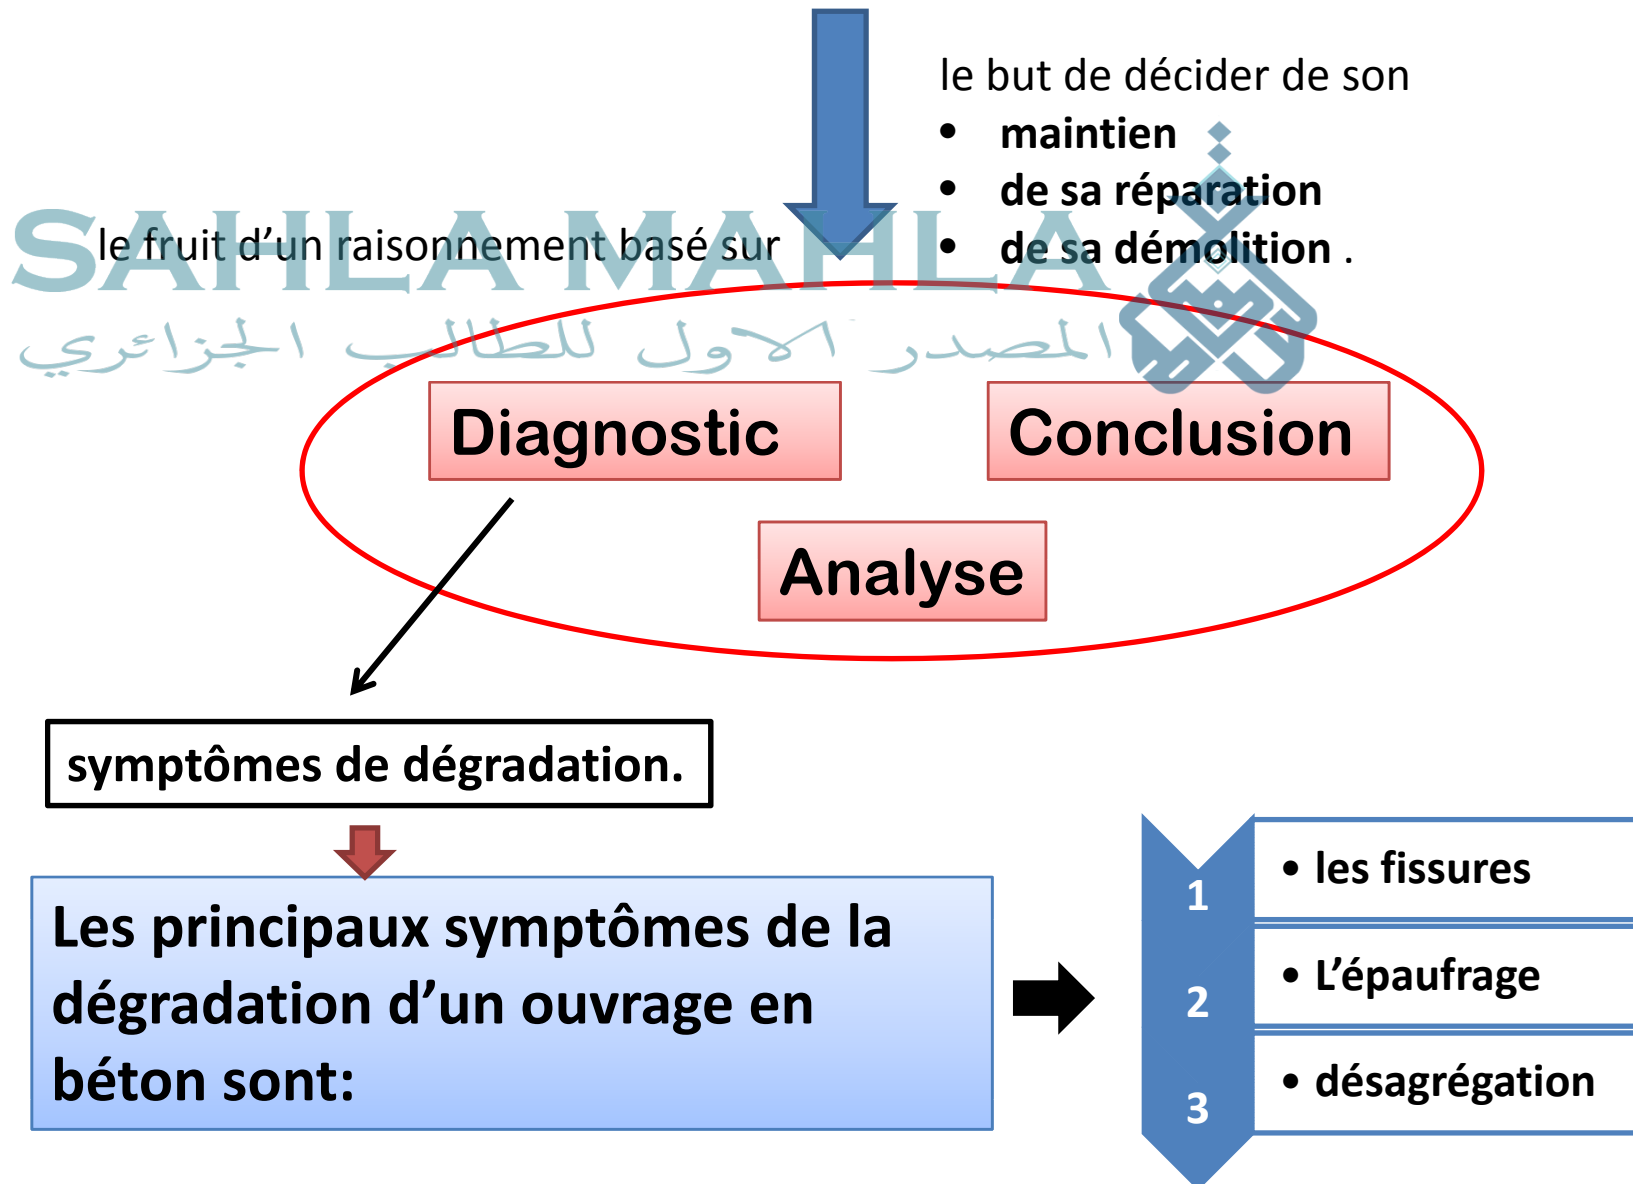 le but de décider de son
• maintien
• de sa réparation
• de sa démolition .
le fruit d’un raisonnement basé sur
SAHLA MAHLA
المصدر الاول للطالب الجزائري
Diagnostic
Conclusion
Analyse
symptômes de dégradation.
Les principaux symptômes de la
dégradation d’un ouvrage en
béton sont:
1
• les fissures
2
• L’épaufrage
3
• désagrégation